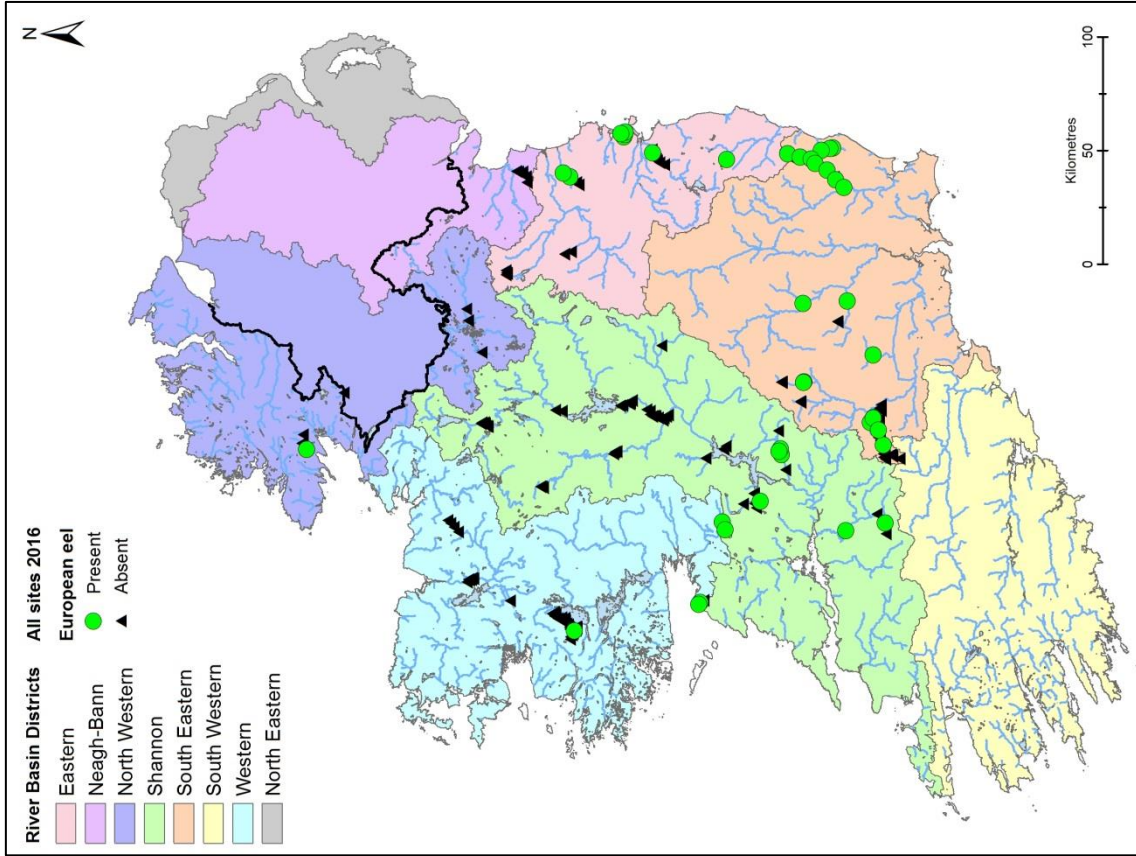 River Basin Districts
Eastern
Neagh-Bann
North Western
Shannon
South Eastern
South Western
Western
North Eastern
All sites 2016
European eel
Present
Absent
N
0 50 100
Kilometres